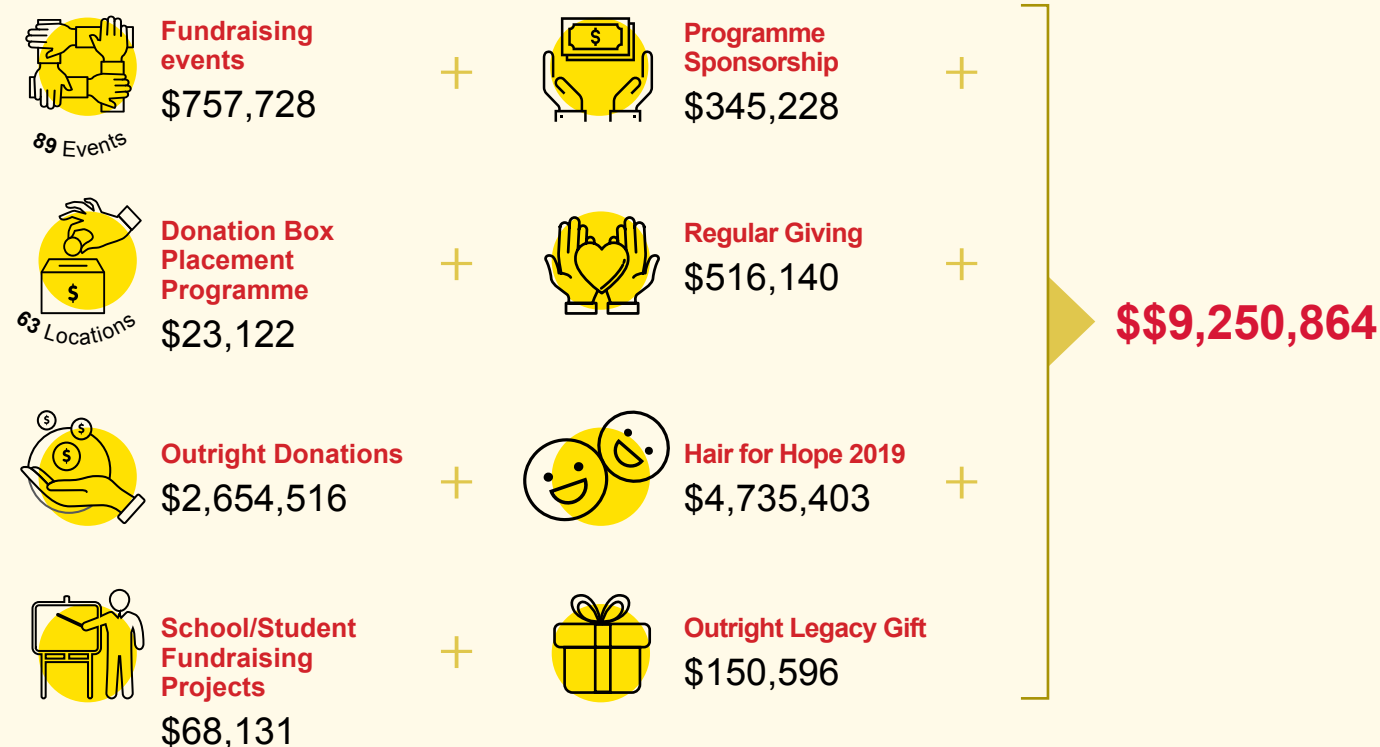 Fundraising
events
$757,728
89 Events
+
$
Programme
Sponsorship
$345,228
+
Donation Box
Placement
Programme
$23,122
$
63 Locations
+
Regular Giving
$516,140
+
$$9,250,864
$
$
$
Outright Donations
$2,654,516
+
Hair for Hope 2019
$4,735,403
+
School/Student
Fundraising
Projects
$68,131
+
Outright Legacy Gift
$150,596